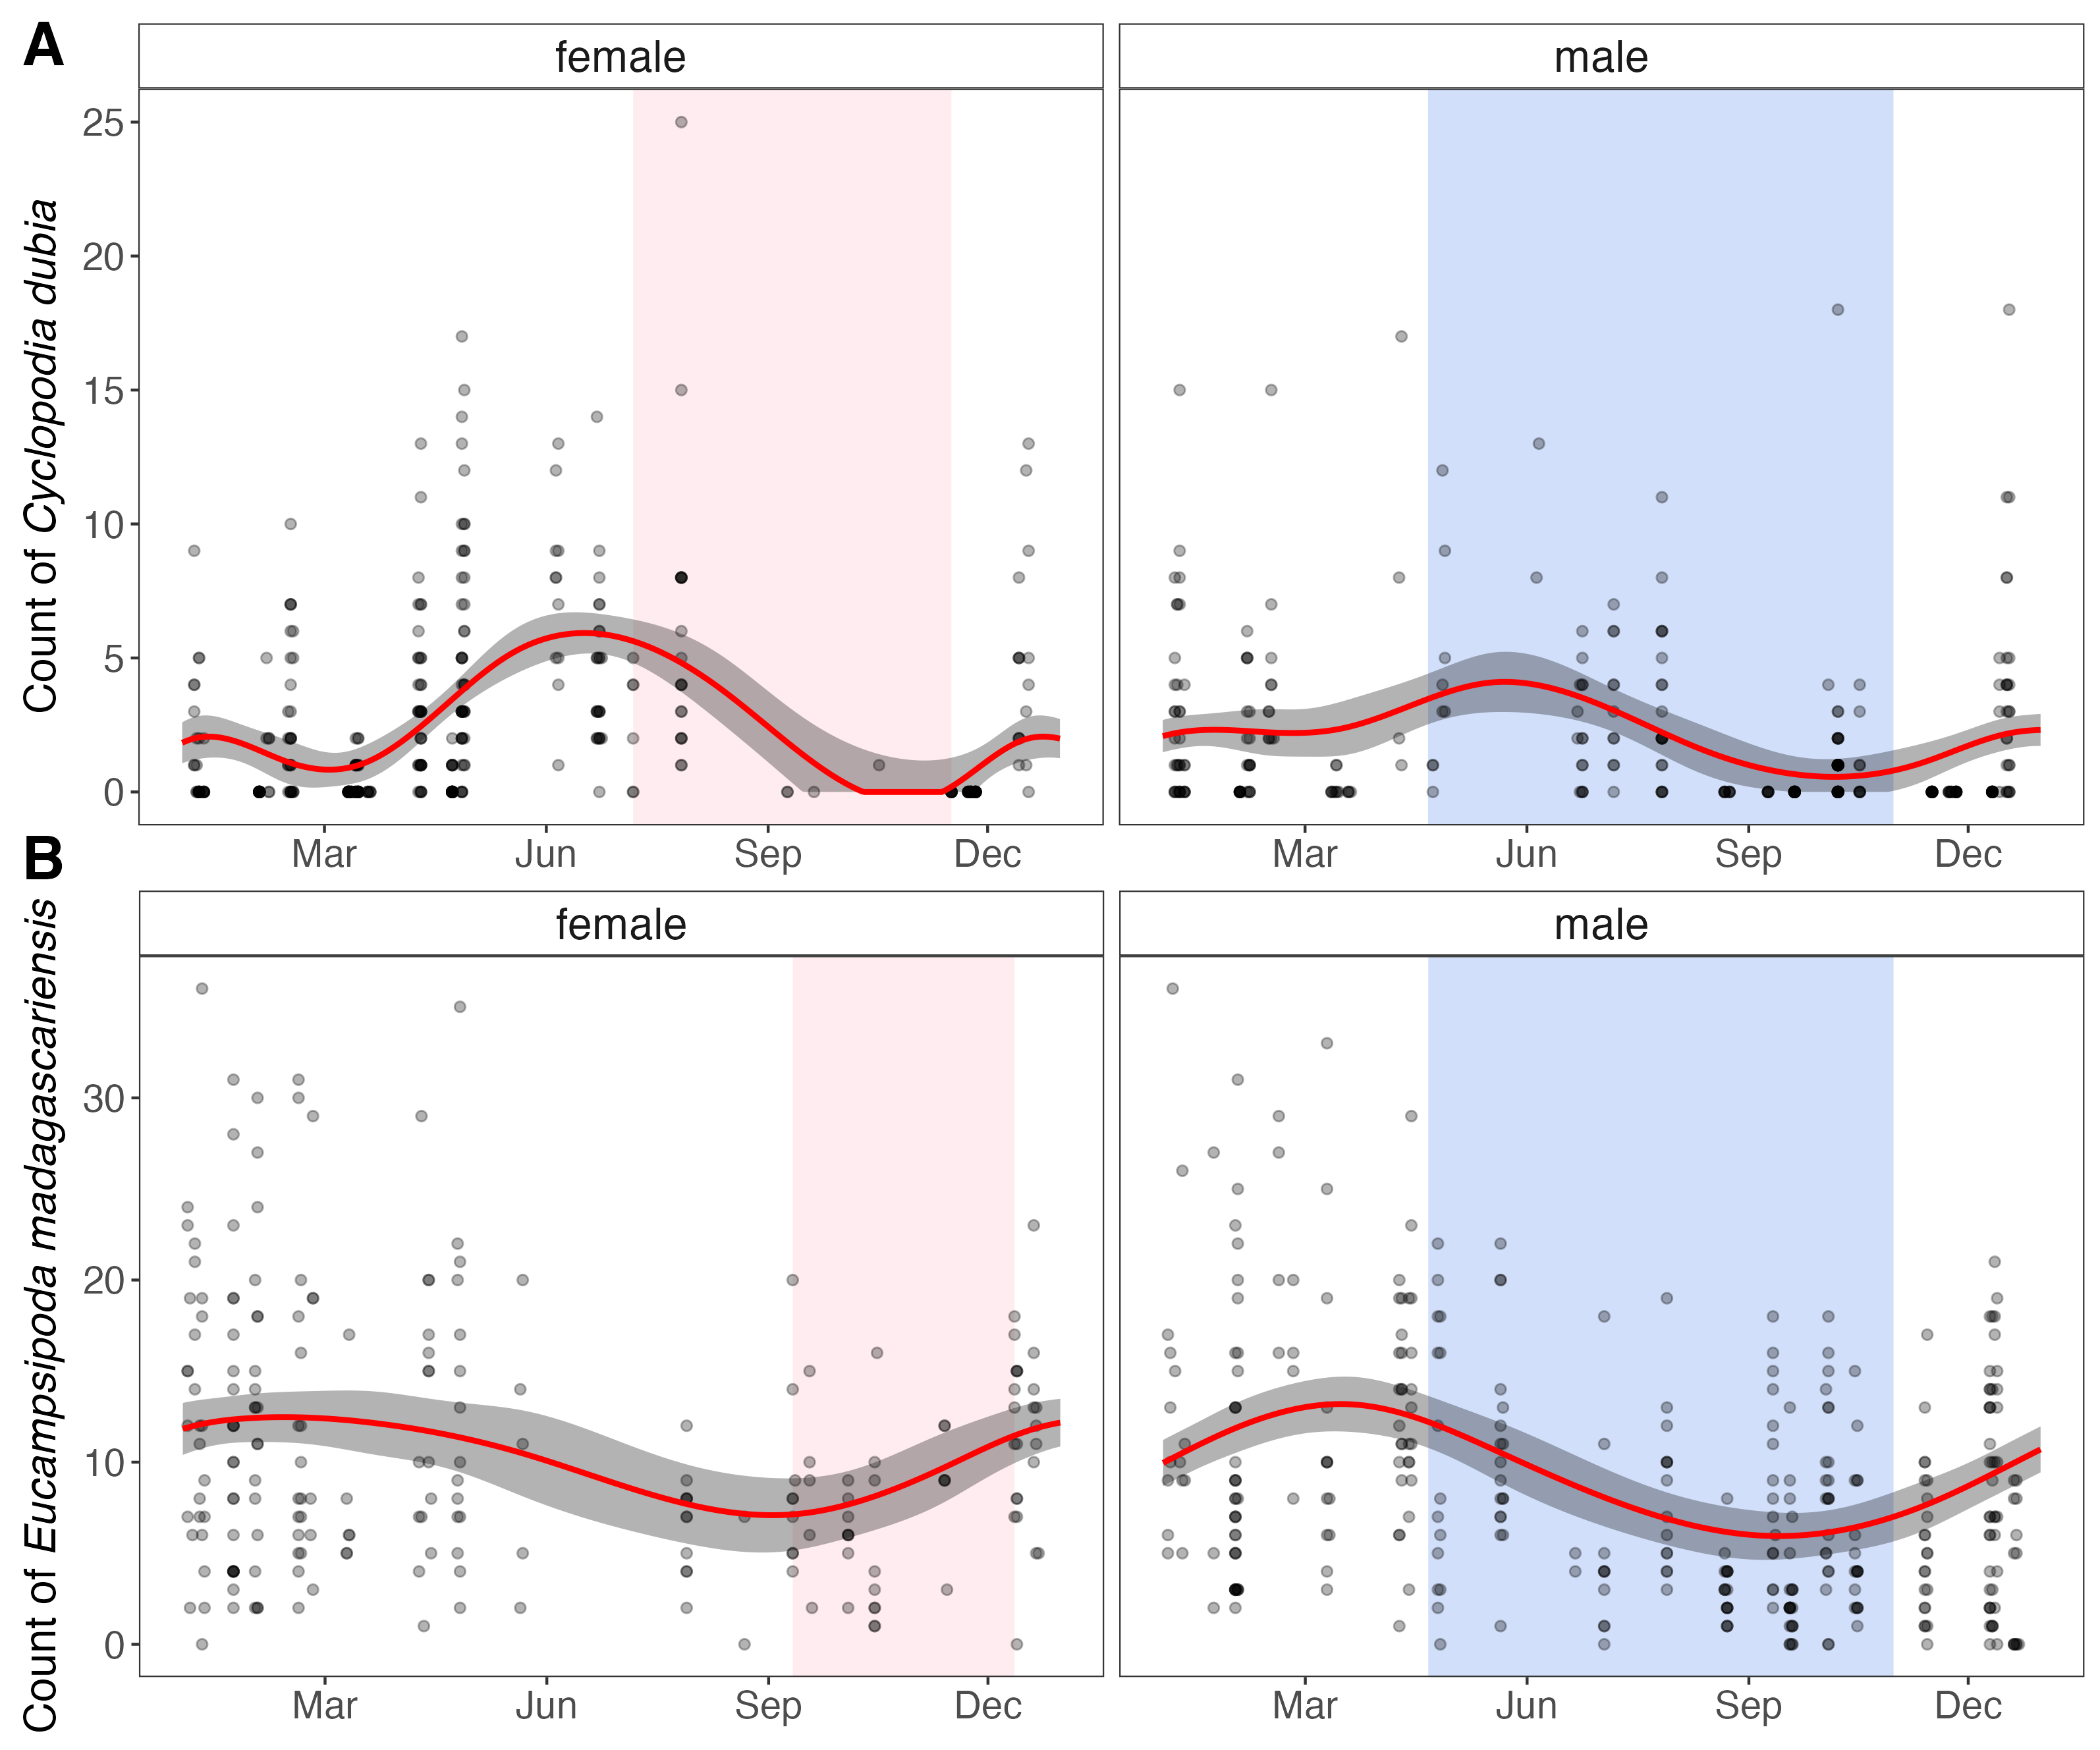 A
female
male
Count of Cyclopodia dubia
25
20
15
10
5
0
Mar Jun Sep Dec
Mar Jun Sep Dec
B
female
male
Count of Eucampsipoda madagascariensis
30
20
10
0
Mar Jun Sep Dec
Mar Jun Sep Dec